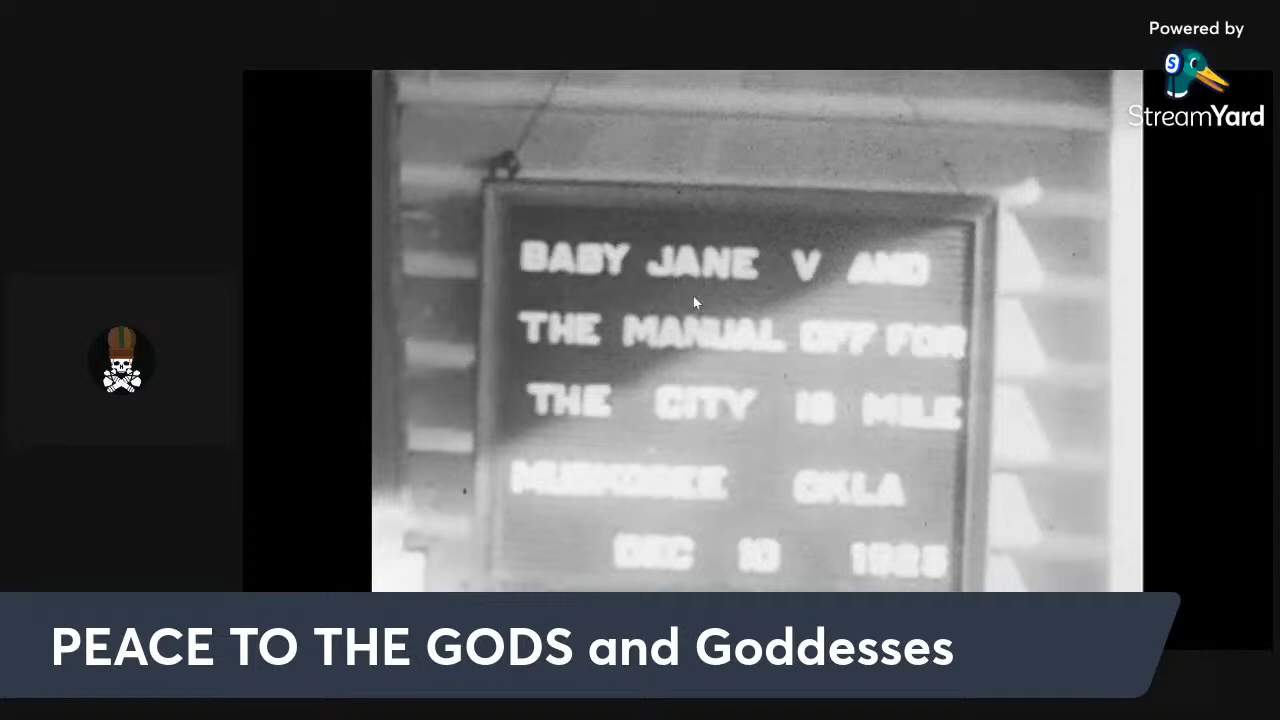 Powered by
StreamYard
BABY JANE V AND
THE MANUAL OFF FOR
THE CITY 18 MILE
MUSKOGEE OKLA
DEC 1925
PEACE TO THE GODS and Goddesses